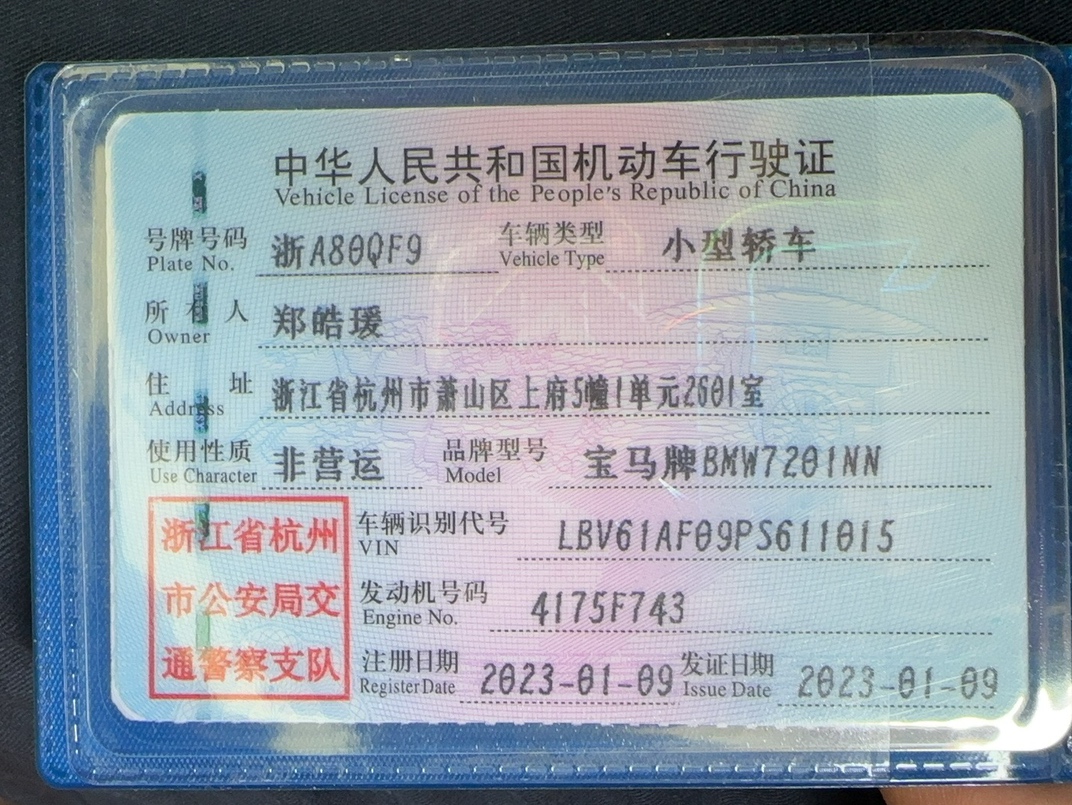 中华人民共和国机动车行驶证
Vehicle License of the People's Republic of China
号牌号码 浙A80QF9 车辆类型 小型轿车
Plate No. Vehicle Type
所有人 郑皓瑗
Owner
住址 浙江省杭州市萧山区上府5幢1单元2601室
Address
使用性质 非营运 品牌型号 宝马牌BMW7201NN
Use Character Model
浙江省杭州
市公安局交
通警察支队
车辆识别代号 LBV61AF09PS611015
VIN
发动机号码 4175F743
Engine No.
注册日期 2023-01-09 发证日期 2023-01-09
Register Date Issue Date